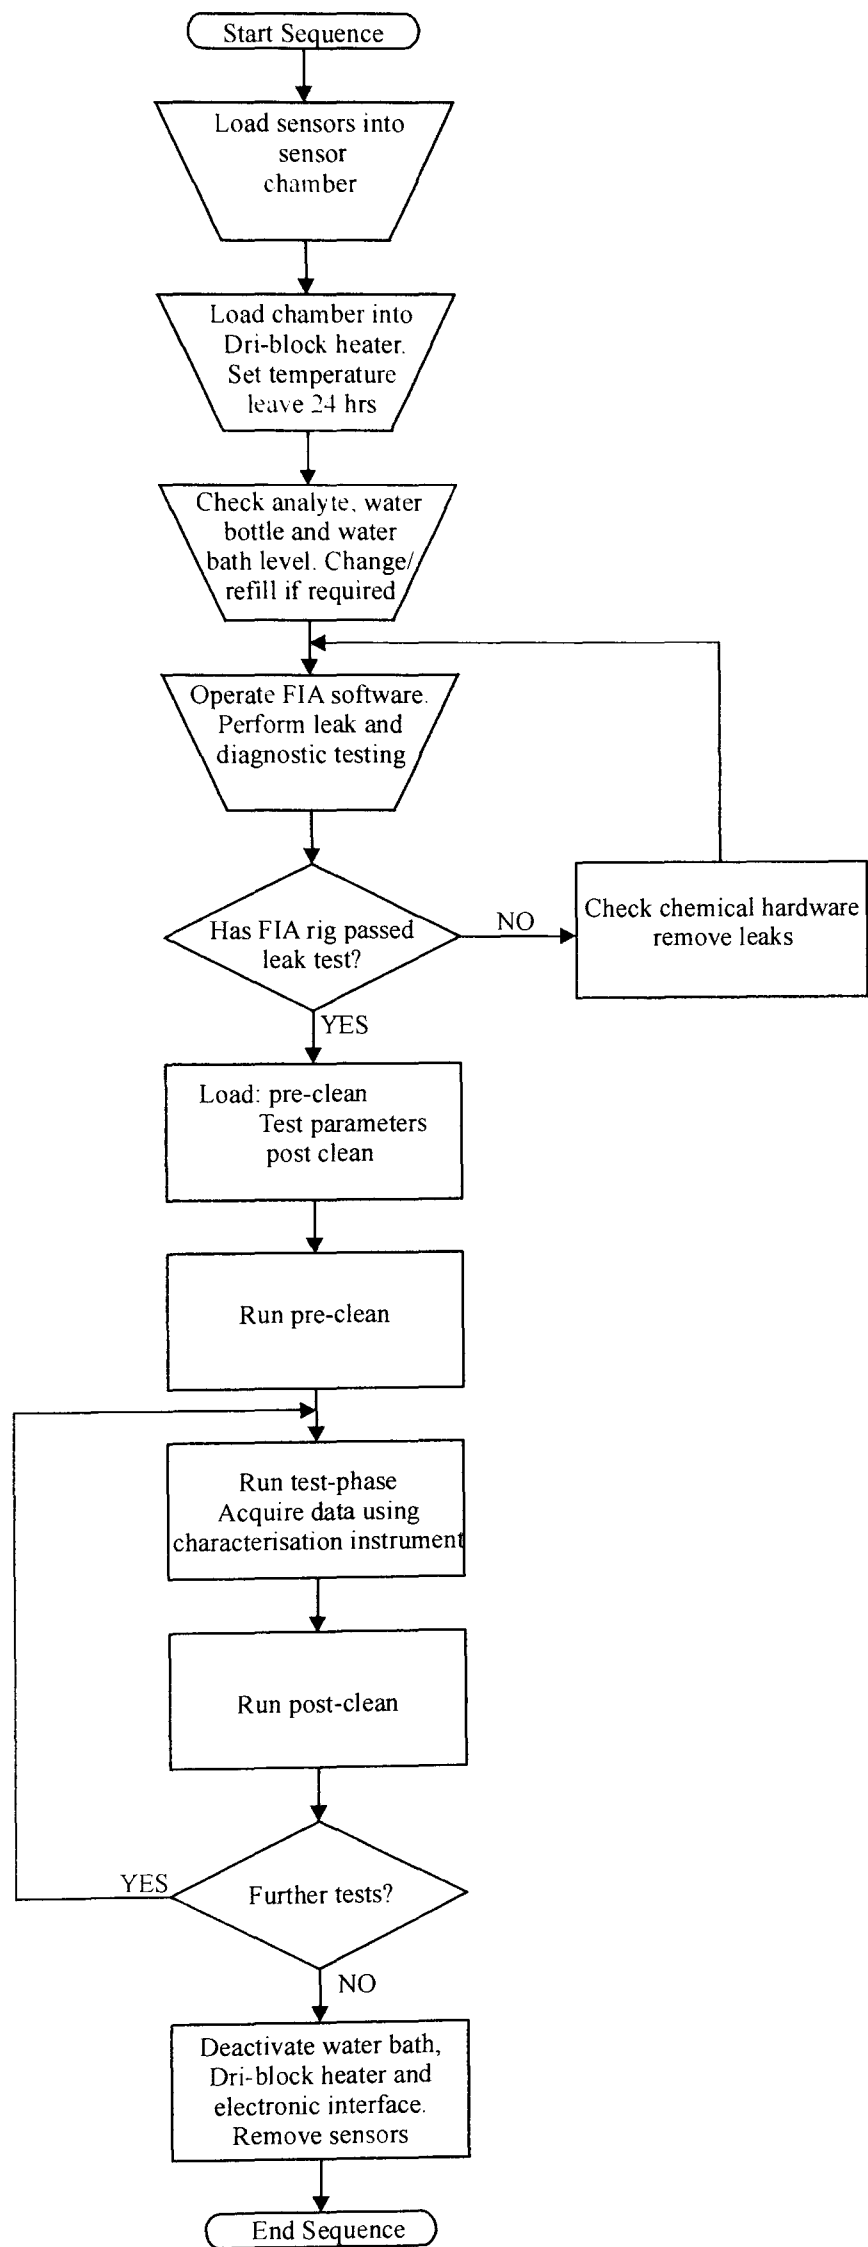 Start Sequence
Load sensors into
sensor
chamber
Load chamber into
Dri-block heater.
Set temperature
leave 24 hrs
Check analyte, water
bottle and water
bath level. Change/
refill if required
Operate FIA software.
Perform leak and
diagnostic testing
Has FIA rig passed
leak test?
NO
Check chemical hardware
remove leaks
YES
Load: pre-clean
Test parameters
post clean
Run pre-clean
Run test-phase
Acquire data using
characterisation instrument
Run post-clean
YES
Further tests?
NO
Deactivate water bath,
Dri-block heater and
electronic interface.
Remove sensors
End Sequence